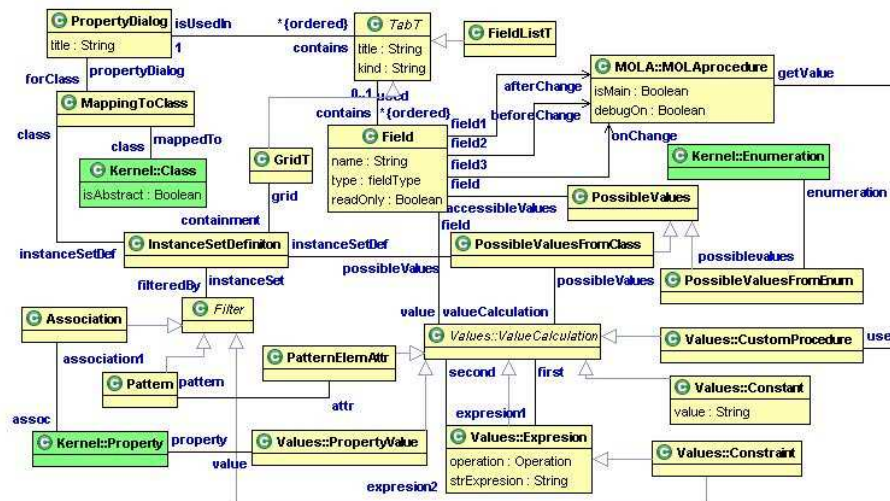 PropertyDialog
title : String
isUsedIn
1
*{ordered}
contains
TabT
title : String
kind : String
FieldListT
forClass
propertyDialog
MappingToClass
class
class
mappedTo
Kernel::Class
isAbstract : Boolean
0..1
used
contains
*{ordered}
Field
name : String
type : fieldType
readOnly : Boolean
field1
field2
field3
field
afterChange
beforeChange
onChange
MOLA::MOLAprocedure
isMain : Boolean
debugOn : Boolean
getValue
GridT
grid
containment
Kernel::Enumeration
enumeration
accessibleValues
field
PossibleValues
InstanceSetDefiniton
instanceSetDef
instanceSetDef
possibleValues
PossibleValuesFromClass
possibleValues
possiblevalues
PossibleValuesFromEnum
filteredBy
instanceSet
Filter
value
valueCalculation
Association
association1
Pattern
pattern
PatternElemAttr
attr
Values::ValueCalculation
second
first
expresion1
Values::CustomProcedure
use
Values::Constant
value : String
assoc
Kernel::Property
property
value
Values::PropertyValue
Values::Expresion
operation : Operation
strExpresion : String
expresion2
Values::Constraint